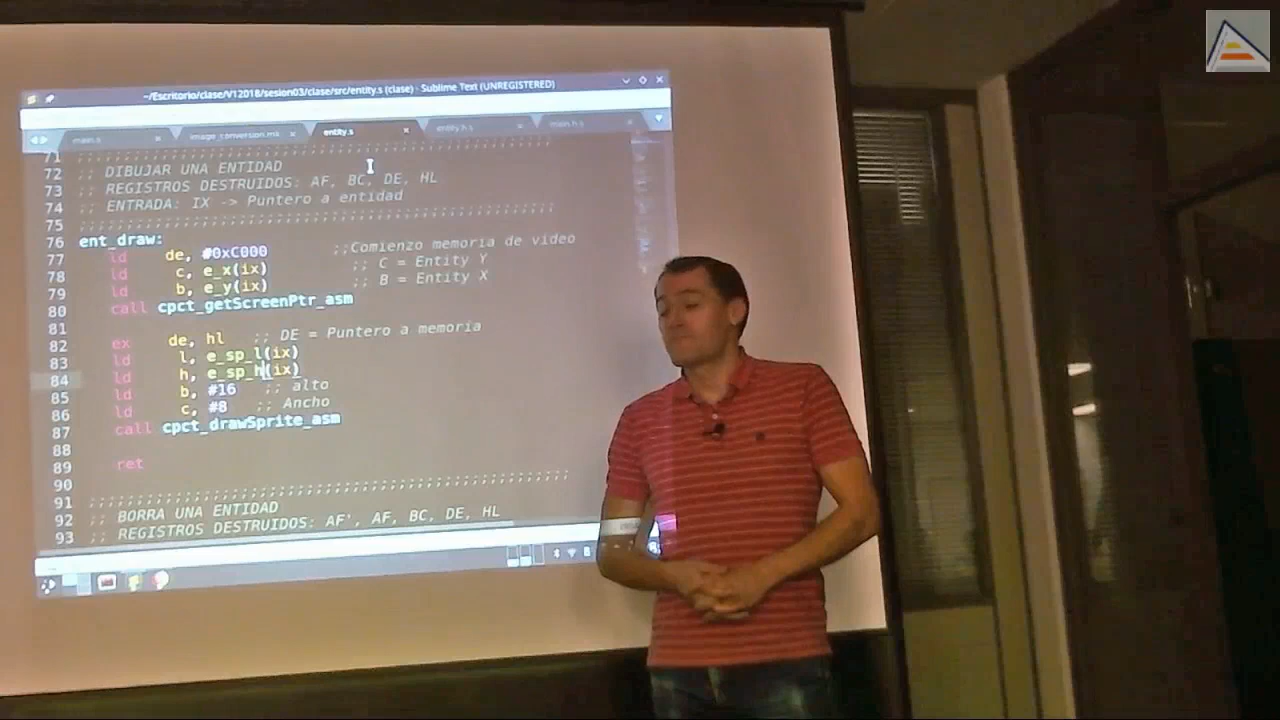 ~/Escritorio/clase/V12018/sesion03/clase/src/entity.s (clase) - Sublime Text (UNREGISTERED)
main.s image_conversion.mk entity.s entity.h.s main.h.s
71 ;;;;;;;;;;;;;;;;;;;;;;;;;;;;;;;;;;;;;;;;;;;;;;;;;;
72 ;; DIBUJAR UNA ENTIDAD
73 ;; REGISTROS DESTRUIDOS: AF, BC, DE, HL
74 ;; ENTRADA: IX -> Puntero a entidad
75 ;;;;;;;;;;;;;;;;;;;;;;;;;;;;;;;;;;;;;;;;;;;;;;;;;;
76 ent_draw:
77 ld de, #0xC000 ;;Comienzo memoria de video
78 ld c, e_x(ix) ;; C = Entity Y
79 ld b, e_y(ix) ;; B = Entity X
80 call cpct_getScreenPtr_asm
81
82 ex de, hl ;; DE = Puntero a memoria
83 ld l, e_sp_l(ix)
84 ld h, e_sp_h(ix)
85 ld b, #16 ;; alto
86 ld c, #8 ;; Ancho
87 call cpct_drawSprite_asm
88
89 ret
90
91 ;;;;;;;;;;;;;;;;;;;;;;;;;;;;;;;;;;;;;;;;;;;;;;;;;;
92 ;; BORRA UNA ENTIDAD
93 ;; REGISTROS DESTRUIDOS: AF', AF, BC, DE, HL